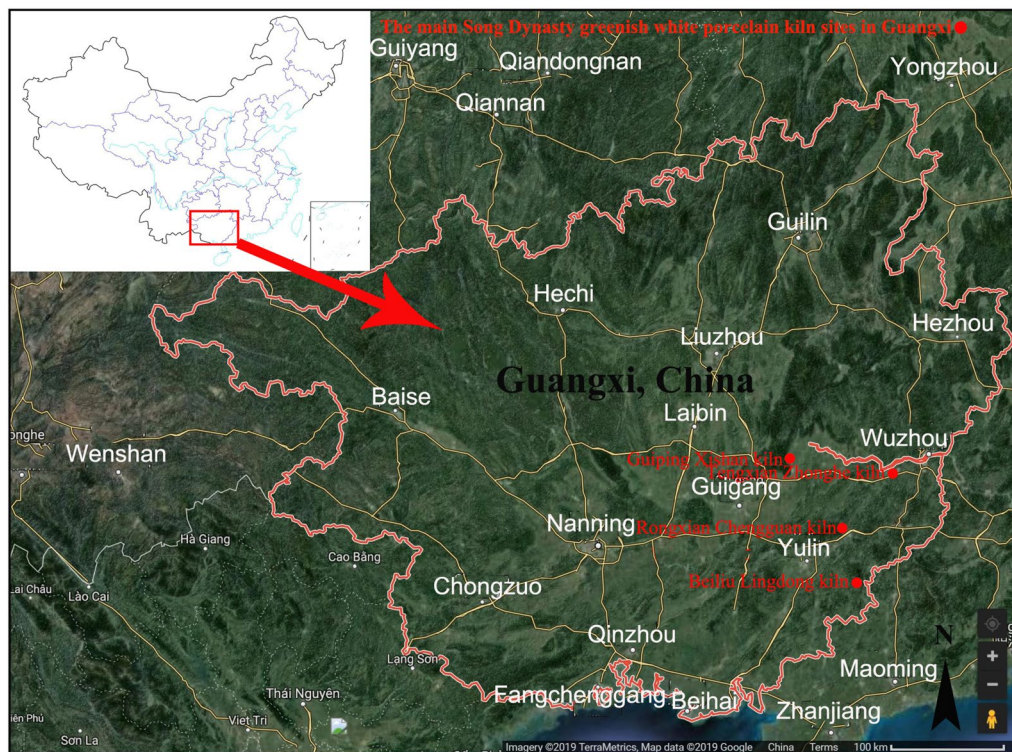 The main Song Dynasty greenish white porcelain kiln sites in Guangxi
Guiyang
Qiandongnan
Yongzhou
Qiannan
Guilin
Hechi
Hezhou
Liuzhou
Guangxi, China
Baise
Laibin
Wuzhou
Wenshan
Guiping Xishan kiln
Tengxian Zhonghe kiln
Guigang
Nanning
Rongxian Chengguan kiln
Hà Giang
Yulin
Cao Bằng
Beiliu Lingdong kiln
Lai Châu
Lào Cai
Chongzuo
Qinzhou
N
Lạng Sơn
Maoming
Fangchenggang
Beihai
Thái Nguyên
Zhanjiang
Việt Trì
Sơn La
Imagery ©2019 TerraMetrics, Map data ©2019 Google China Terms 100 km